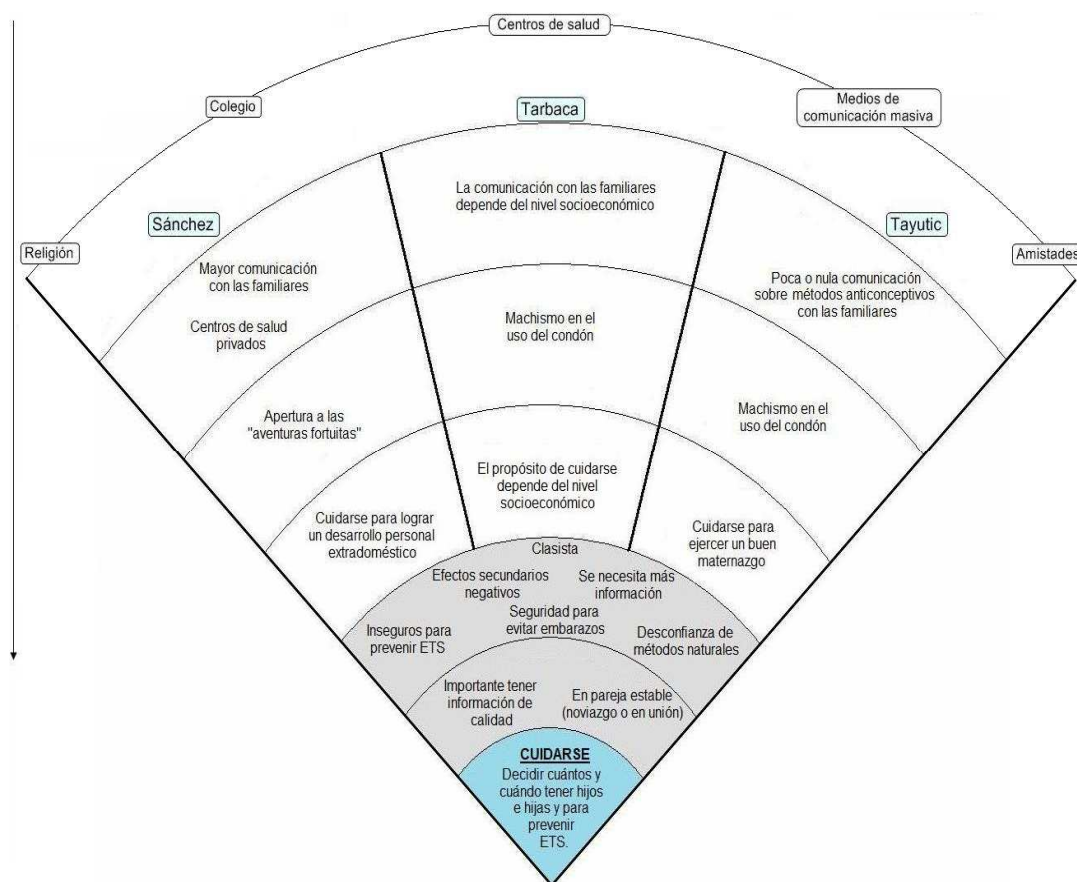 Centros de salud
Colegio
Medios de
comunicación masiva
Religión
Amistades
Sánchez
Tarbaca
Tayutic
La comunicación con las familiares
depende del nivel socioeconómico
Mayor comunicación
con las familiares
Centros de salud
privados
Poca o nula comunicación
sobre métodos anticonceptivos
con las familiares
Machismo en el
uso del condón
Apertura a las
"aventuras fortuitas"
Machismo en el
uso del condón
El propósito de cuidarse
depende del nivel
socioeconómico
Cuidarse para lograr
un desarrollo personal
extradoméstico
Cuidarse para
ejercer un buen
maternazgo
Clasista
Efectos secundarios
negativos
Se necesita más
información
Seguridad para
evitar embarazos
Inseguros para
prevenir ETS
Desconfianza de
métodos naturales
Importante tener
información de
calidad
En pareja estable
(noviazgo o en unión)
CUIDARSE
Decidir cuántos y
cuándo tener hijos
e hijas y para
prevenir
ETS.